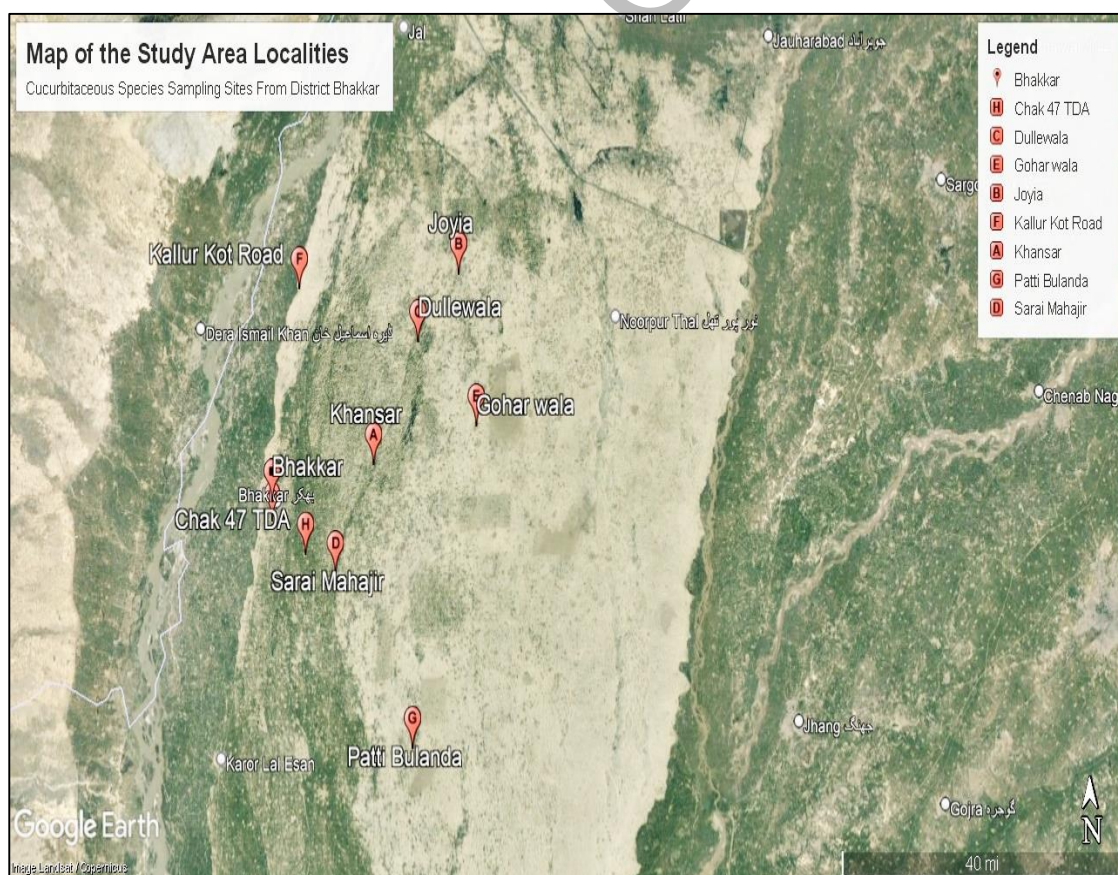 Map of the Study Area Localities
Cucurbitaceous Species Sampling Sites From District Bhakkar
Legend
Bhakkar
H Chak 47 TDA
C Dullewala
E Gohar wala
B Joyia
F Kallur Kot Road
A Khansar
G Patti Bulanda
D Sarai Mahajir
Jal
Jauharabad جوہرآباد
Joyia
B
Kallur Kot Road
F
Dullewala
Dera Ismail Khan ڈیرہ اسماعیل خان
Noorpur Thal نور پور تھل
E
Gohar wala
Chenab Nag
Khansar
A
Bhakkar
Bhakkar بھکر
Chak 47 TDA
H
D
Sarai Mahajir
G
Patti Bulanda
Jhang جھنگ
Karor Lal Esan
Gojra گوجرہ
N
Google Earth
40 mi
Image Landsat / Copernicus